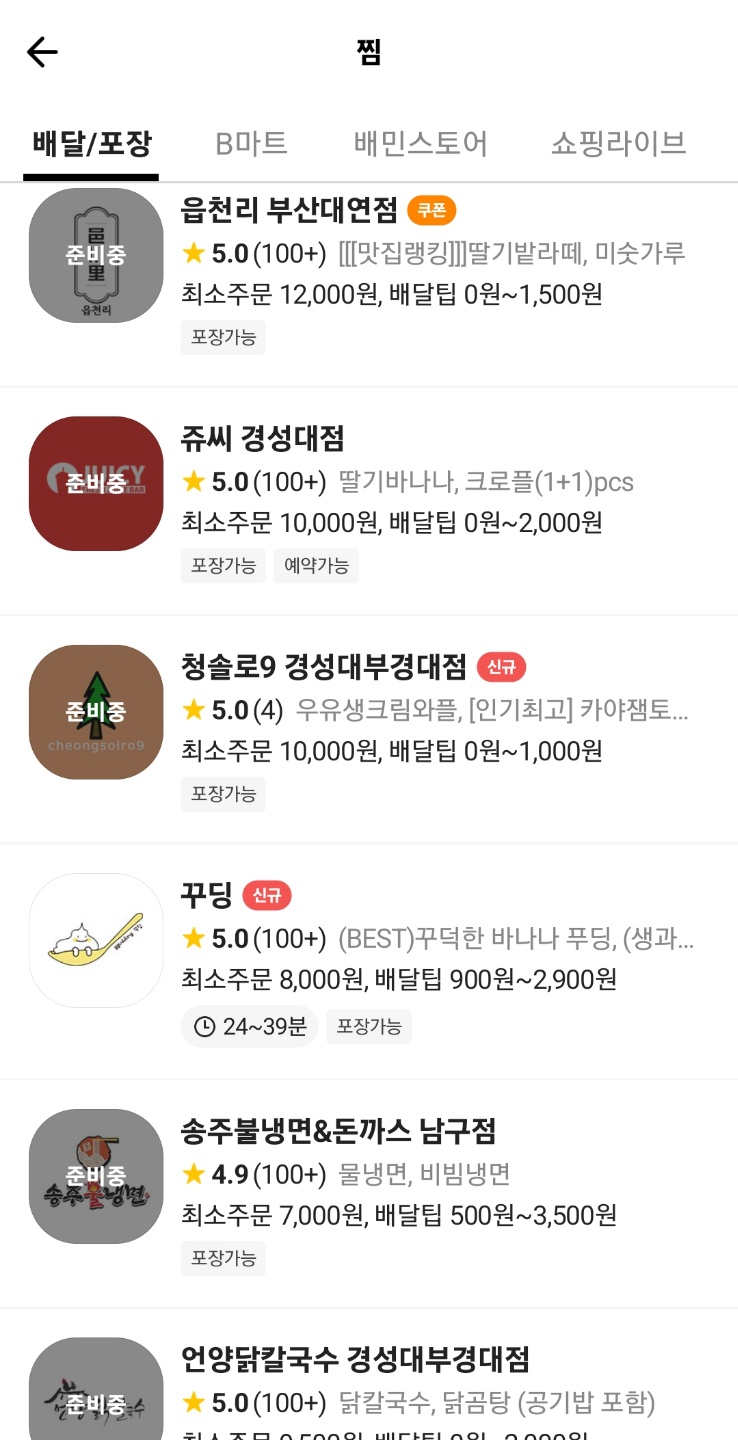 찜
배달/포장 B마트 배민스토어 쇼핑라이브
읍천리 부산대연점 쿠폰
준비중
읍천리
5.0(100+) [[[맛집랭킹]]]딸기밭라떼, 미숫가루
최소주문 12,000원, 배달팁 0원~1,500원
포장가능
쥬씨 경성대점
JUICY
준비중
5.0(100+) 딸기바나나, 크로플(1+1)pcs
최소주문 10,000원, 배달팁 0원~2,000원
포장가능 예약가능
청솔로9 경성대부경대점 신규
준비중
cheongsolro9
5.0(4) 우유생크림와플, [인기최고] 카야잼토...
최소주문 10,000원, 배달팁 0원~1,000원
포장가능
꾸딩 신규
5.0(100+) (BEST)꾸덕한 바나나 푸딩, (생과...
최소주문 8,000원, 배달팁 900원~2,900원
24~39분 포장가능
송주불냉면&돈까스 남구점
준비중
송주불냉면
4.9(100+) 물냉면, 비빔냉면
최소주문 7,000원, 배달팁 500원~3,500원
포장가능
언양닭칼국수 경성대부경대점
준비중
5.0(100+) 닭칼국수, 닭곰탕 (공기밥 포함)